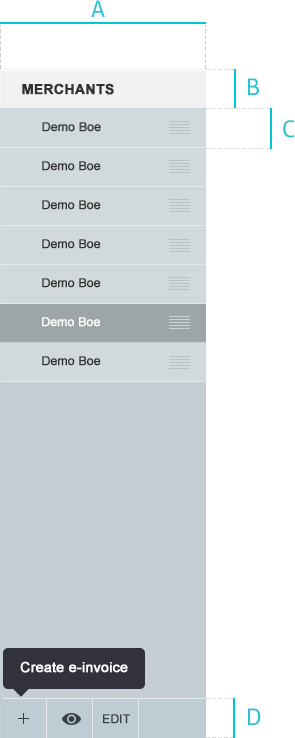 A
MERCHANTS
B
Demo Boe
C
Demo Boe
Demo Boe
Demo Boe
Demo Boe
Demo Boe
Demo Boe
Create e-invoice
+ EDIT
D